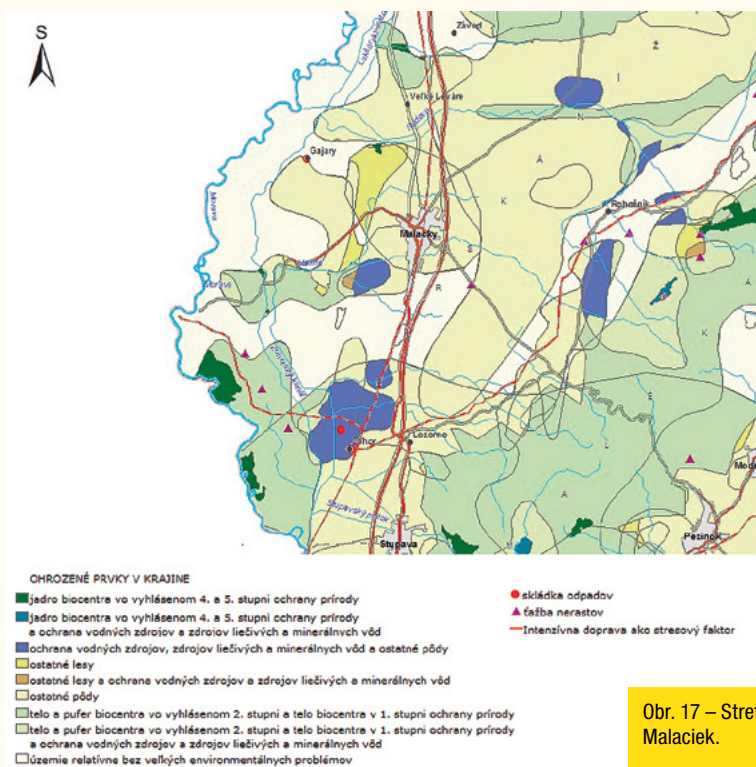 S
Závod
Ž
Veľké Leváre
I
N
Gajary
Á
Rohožník
K
Malacky
S
Morava
R
Morava
K
E
Lozorno
L
A
Mode
Stupavský potok
Stupava
Pezinok
OHROZENÉ PRVKY V KRAJINE
jadro biocentra vo vyhlásenom 4. a 5. stupni ochrany prírody
jadro biocentra vo vyhlásenom 4. a 5. stupni ochrany prírody
a ochrana vodných zdrojov a zdrojov liečivých a minerálnych vôd
ochrana vodných zdrojov, zdrojov liečivých a minerálnych vôd a ostatné pôdy
ostatné lesy
ostatné lesy a ochrana vodných zdrojov a zdrojov liečivých a minerálnych vôd
ostatné pôdy
telo a pufer biocentra vo vyhlásenom 2. stupni a telo biocentra v 1. stupni ochrany prírody
telo a pufer biocentra vo vyhlásenom 2. stupni a telo biocentra v 1. stupni ochrany prírody
a ochrana vodných zdrojov a zdrojov liečivých a minerálnych vôd
územie relatívne bez veľkých environmentálnych problémov
skládka odpadov
ťažba nerastov
Intenzívna doprava ako stresový faktor
Obr. 17 – Stret
Malaciek.